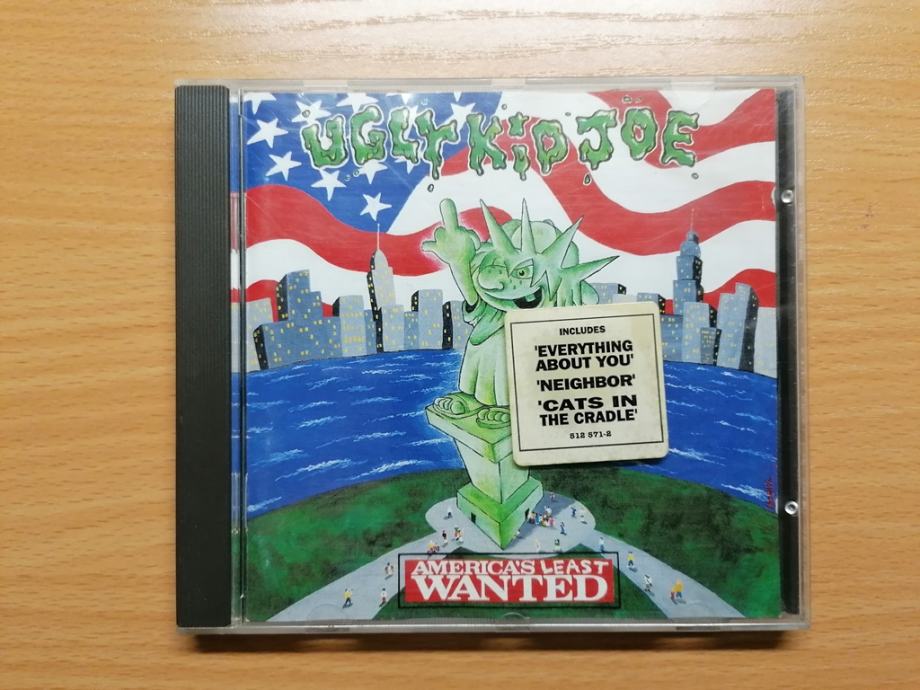 UGLY KID JOE
INCLUDES
'EVERYTHING
ABOUT YOU'
'NEIGHBOR'
'CATS IN
THE CRADLE'
512 571-2
AMERICA'S LEAST
WANTED